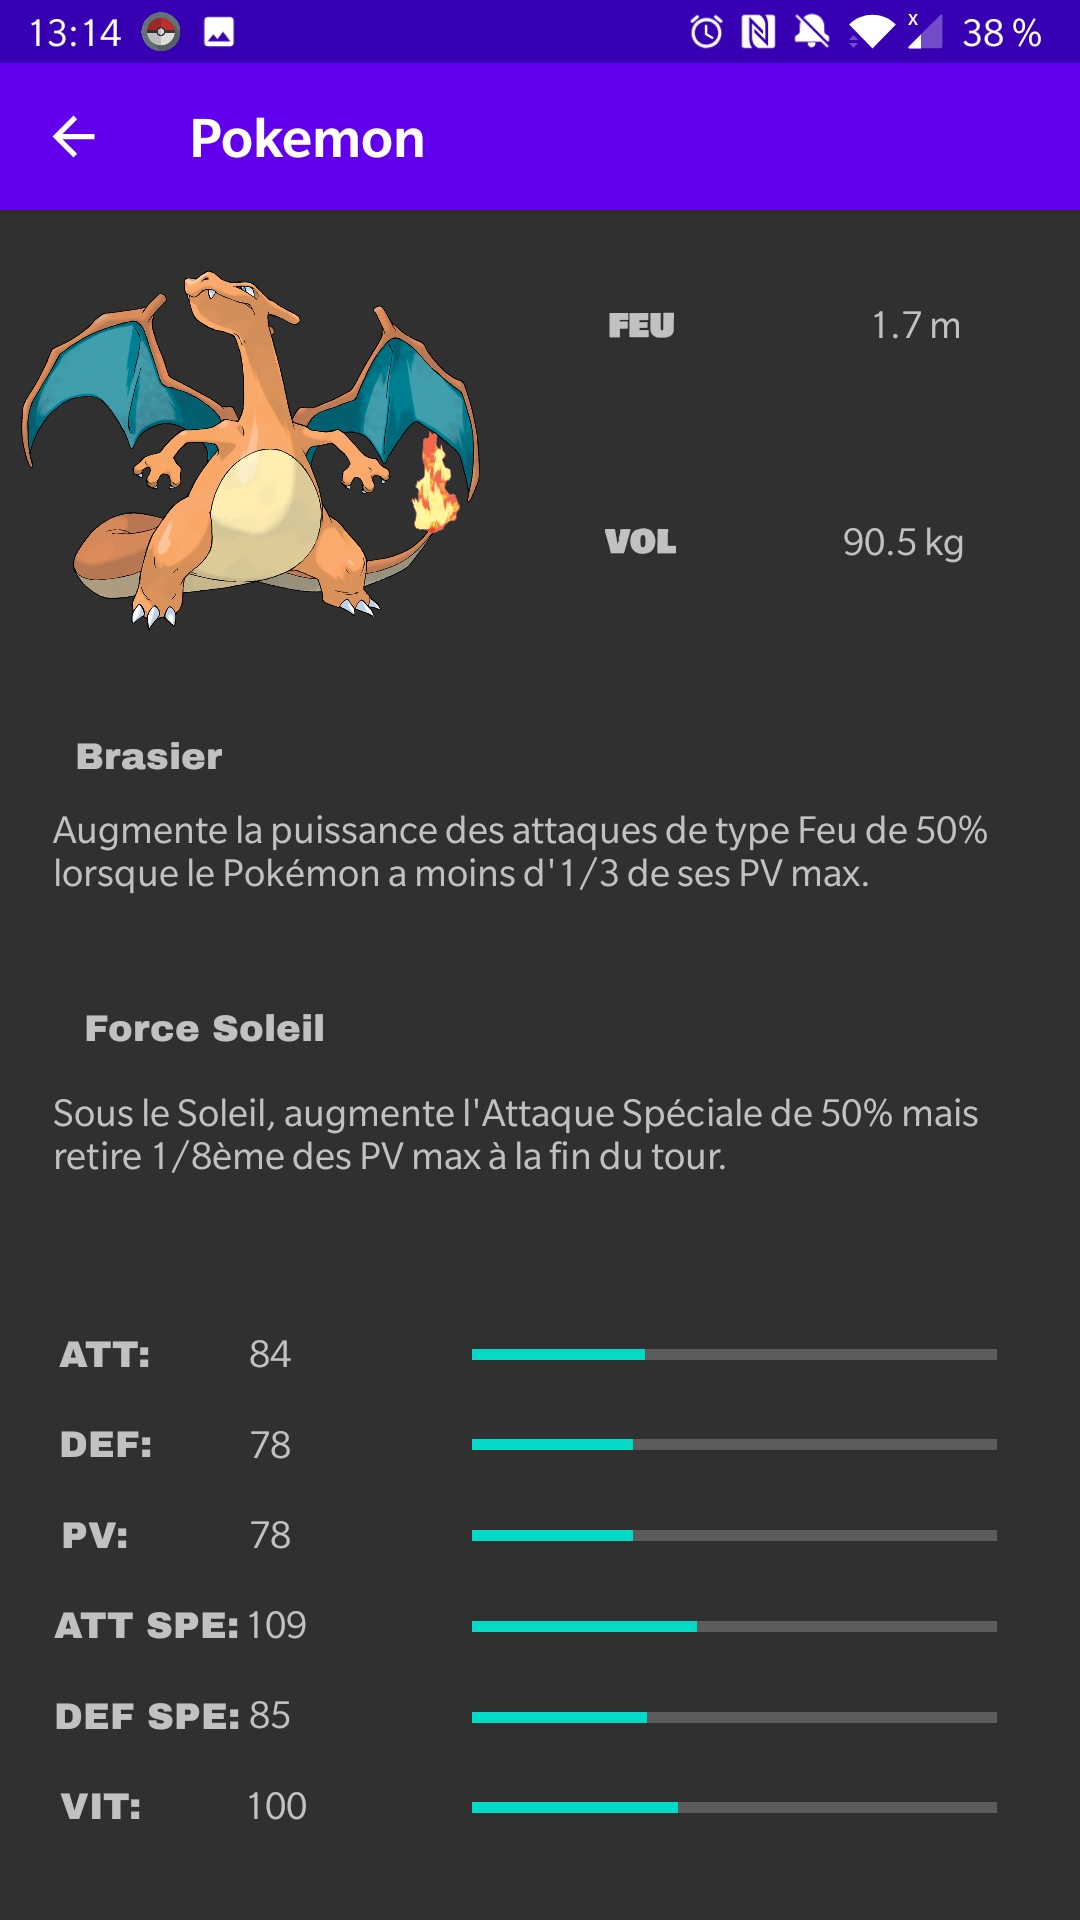 13:14
38 %
Pokemon
FEU 1.7 m
VOL 90.5 kg
Brasier
Augmente la puissance des attaques de type Feu de 50%
lorsque le Pokémon a moins d'1/3 de ses PV max.
Force Soleil
Sous le Soleil, augmente l'Attaque Spéciale de 50% mais
retire 1/8ème des PV max à la fin du tour.
ATT: 84
DEF: 78
PV: 78
ATT SPE: 109
DEF SPE: 85
VIT: 100